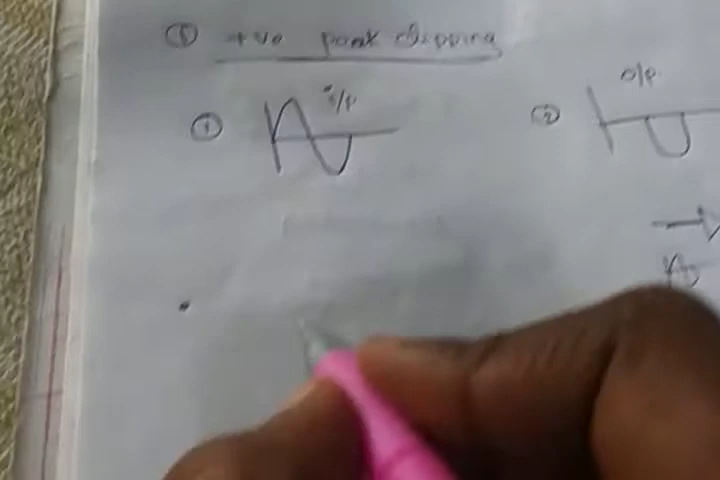 ① +ve peak clipping
① i/p
② o/p